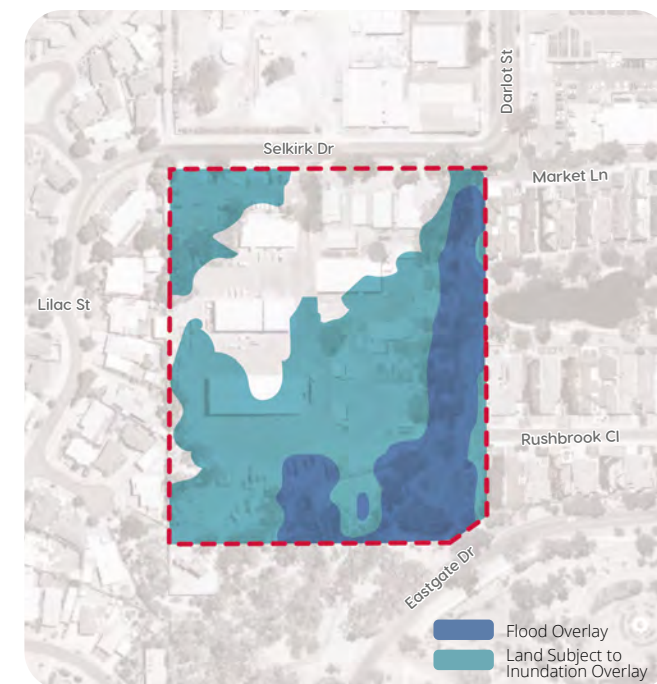 Darlot St
Selkirk Dr
Market Ln
Lilac St
Rushbrook Cl
Eastgate Dr
Flood Overlay
Land Subject to
Inundation Overlay